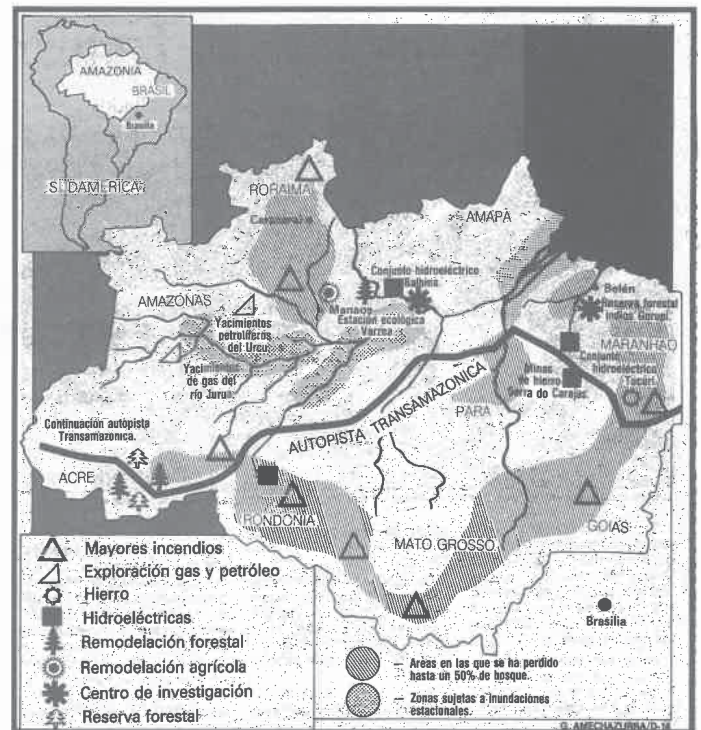 AMAZONIA
BRASIL
Brasilia
SUDAMERICA
RORAIMA
AMAPA
Conjunto hidroeléctrico
Balbina
AMAZONAS
Manaos
Estación ecológica
Varzea
Belén
Reserva forestal
indios Gorupi.
Yacimientos
petrolíferos
del Urcu.
MARANHAO
Conjunto
hidroeléctrico
Tucuri.
Yacimientos
de gas del
río Jurua.
Minas
de hierro
Serra do Carajas.
PARA
AUTOPISTA TRANSAMAZONICA
Continuación autopista
Transamazonica.
ACRE
RONDONIA
MATO GROSSO
GOIAS
Brasilia
Mayores incendios
Exploración gas y petróleo
Hierro
Hidroeléctricas
Remodelación forestal
Remodelación agrícola
Centro de investigación
Reserva forestal
– Areas en las que se ha perdido
hasta un 50% de bosque.
– Zonas sujetas a inundaciones
estacionales.
G. AMECHAZURRA/D-16